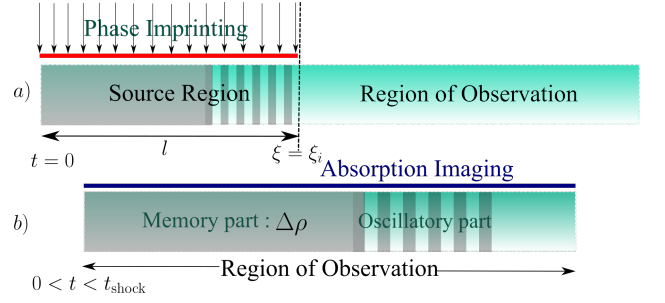 Phase Imprinting
a)
Source Region
Region of Observation
l
t = 0
ξ = ξᵢ
Absorption Imaging
b)
Memory part : Δρ
Oscillatory part
Region of Observation
0 < t < t_shock